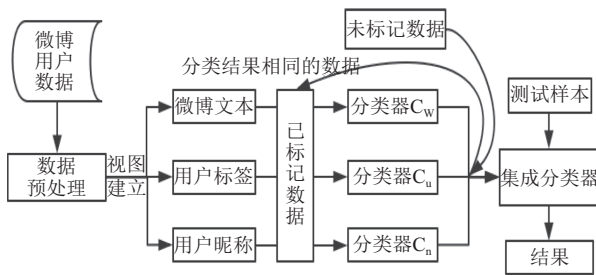 微博
用户
数据
数据
预处理
视图
建立
微博文本
用户标签
用户昵称
已标记数据
分类结果相同的数据
未标记数据
分类器CW
分类器Cu
分类器Cn
测试样本
集成分类器
结果